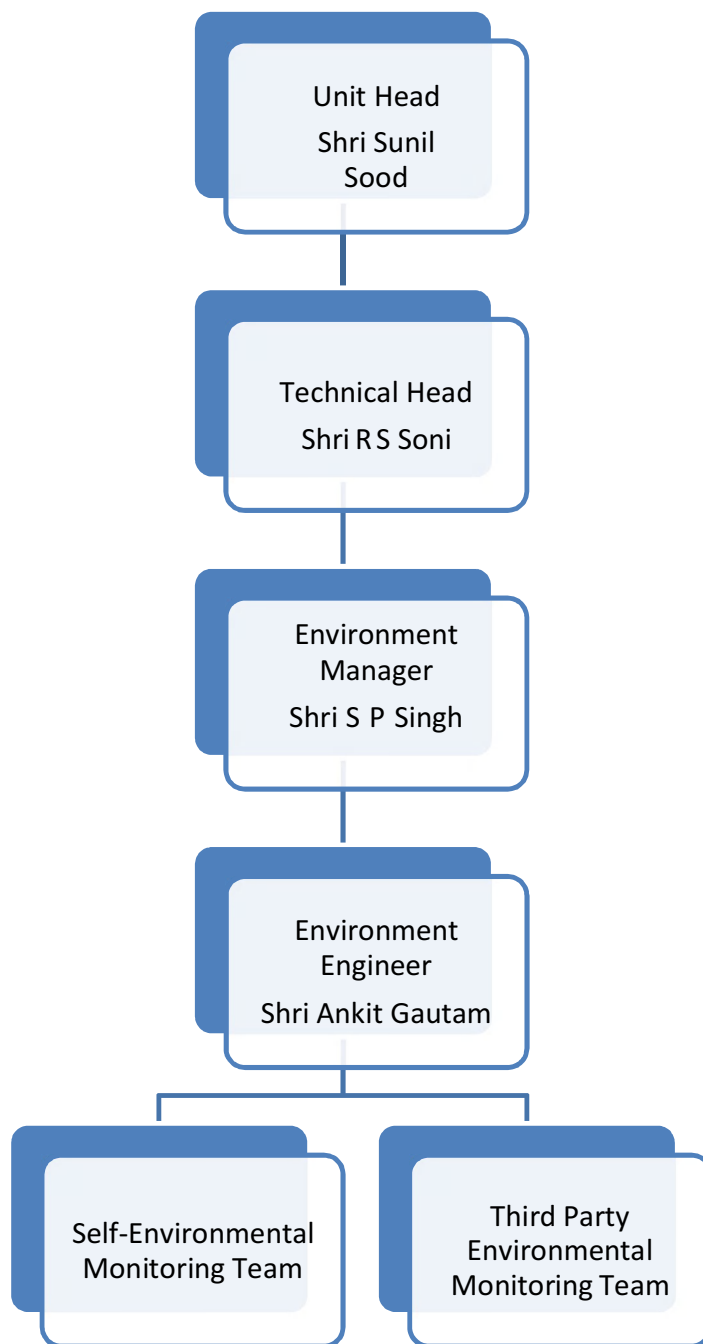 Unit Head
Shri Sunil
Sood
Technical Head
Shri R S Soni
Environment
Manager
Shri S P Singh
Environment
Engineer
Shri Ankit Gautam
Self-Environmental
Monitoring Team
Third Party
Environmental
Monitoring Team